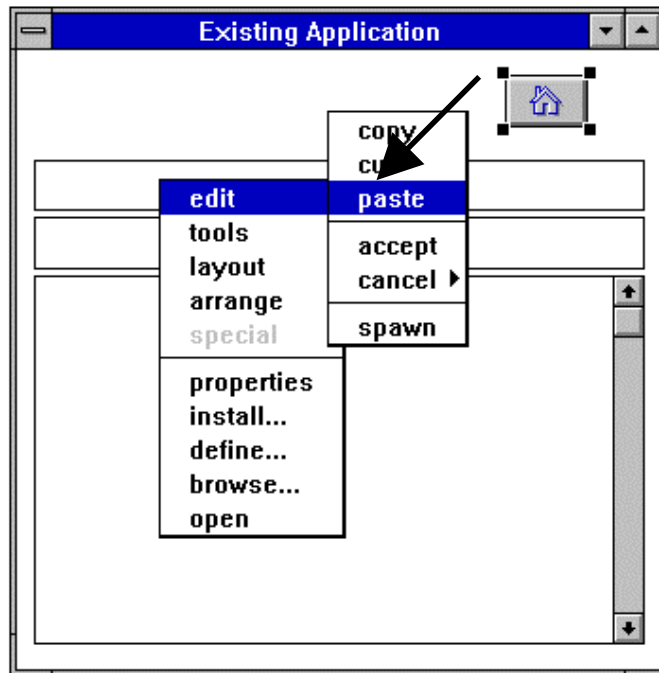 Existing Application
copy
cut
paste
accept
cancel
spawn
edit
tools
layout
arrange
special
properties
install...
define...
browse...
open